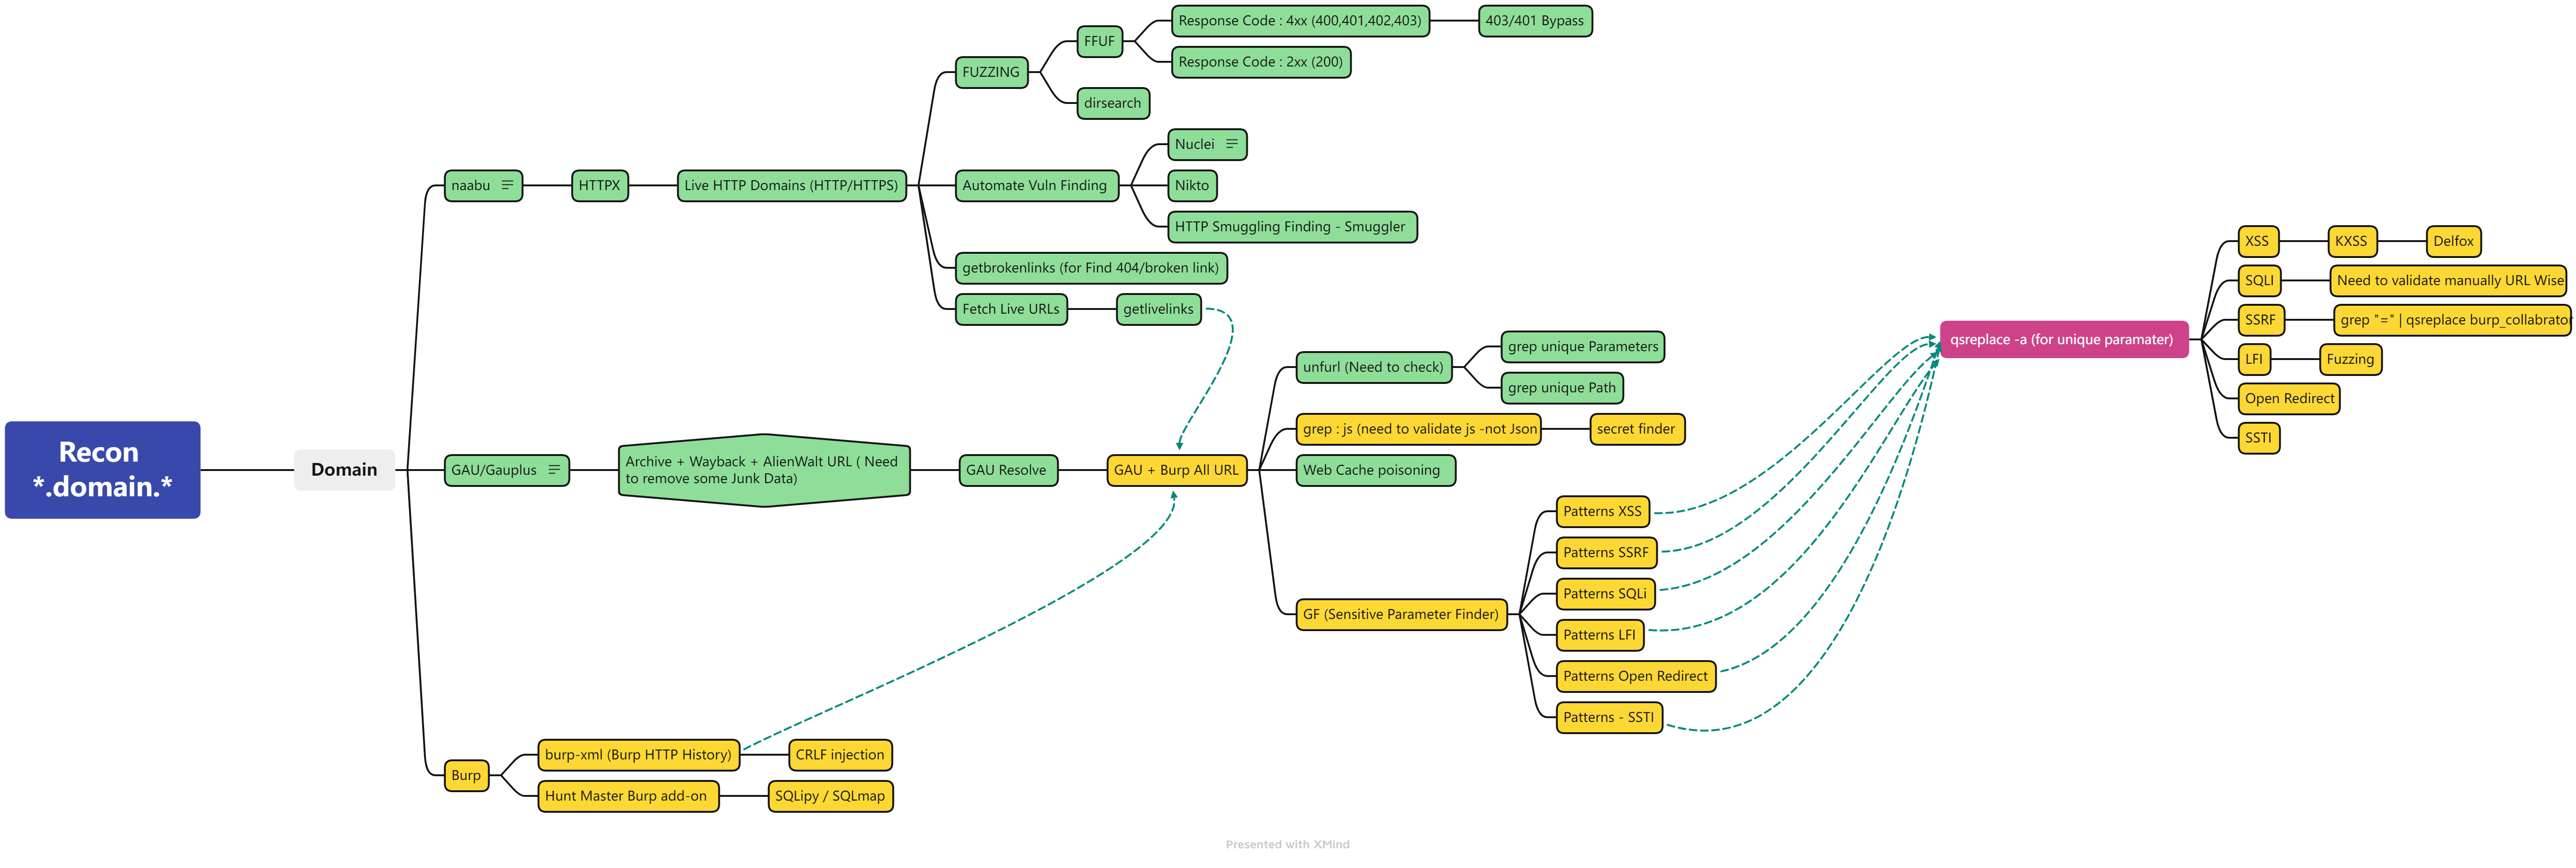 Recon
*.domain.*
Domain
naabu
HTTPX
Live HTTP Domains (HTTP/HTTPS)
FUZZING
FFUF
Response Code : 4xx (400,401,402,403)
403/401 Bypass
Response Code : 2xx (200)
dirsearch
Automate Vuln Finding
Nuclei
Nikto
HTTP Smuggling Finding - Smuggler
getbrokenlinks (for Find 404/broken link)
Fetch Live URLs
getlivelinks
GAU/Gauplus
Archive + Wayback + AlienWalt URL ( Need
to remove some Junk Data)
GAU Resolve
GAU + Burp All URL
unfurl (Need to check)
grep unique Parameters
grep unique Path
grep : js (need to validate js -not Json
secret finder
Web Cache poisoning
GF (Sensitive Parameter Finder)
Patterns XSS
Patterns SSRF
Patterns SQLi
Patterns LFI
Patterns Open Redirect
Patterns - SSTI
Burp
burp-xml (Burp HTTP History)
CRLF injection
Hunt Master Burp add-on
SQLipy / SQLmap
qsreplace -a (for unique paramater)
XSS
KXSS
Delfox
SQLI
Need to validate manually URL Wise
SSRF
grep "=" | qsreplace burp_collabrator
LFI
Fuzzing
Open Redirect
SSTI
Presented with XMind